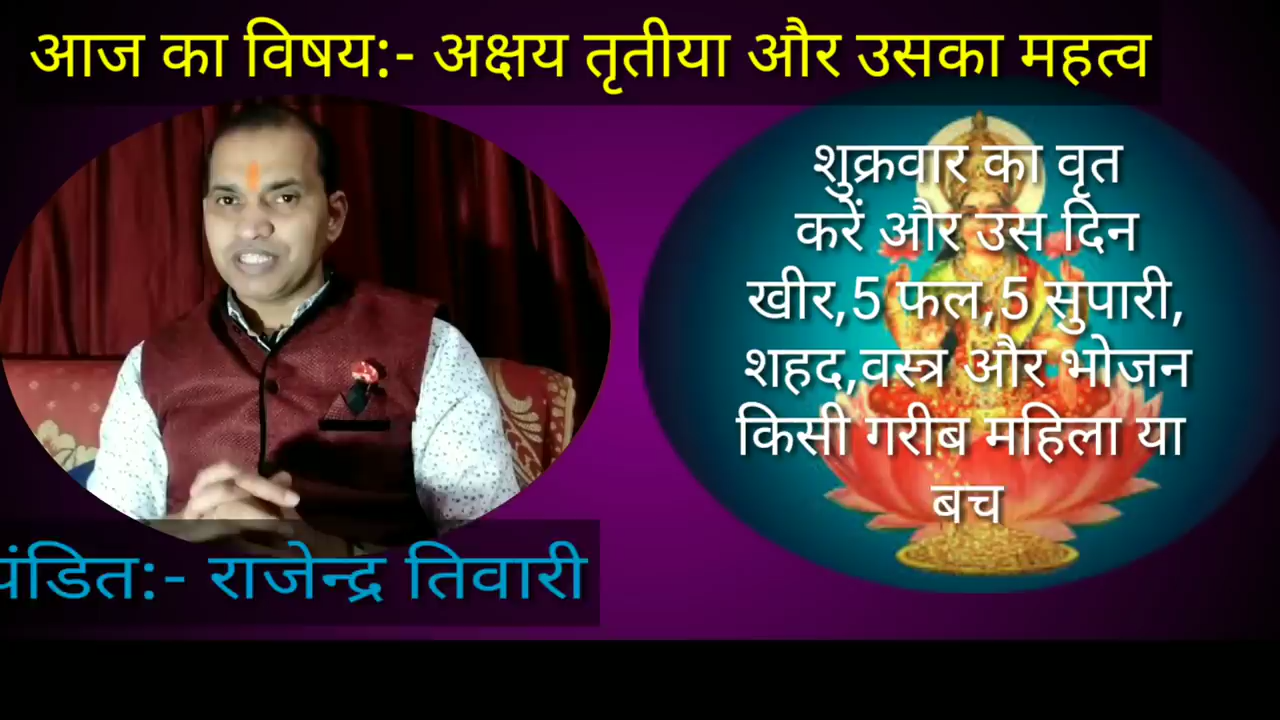 आज का विषय:- अक्षय तृतीया और उसका महत्व
शुक्रवार का वृत
करें और उस दिन
खीर,5 फल,5 सुपारी,
शहद,वस्त्र और भोजन
किसी गरीब महिला या
बच
पंडित:- राजेन्द्र तिवारी